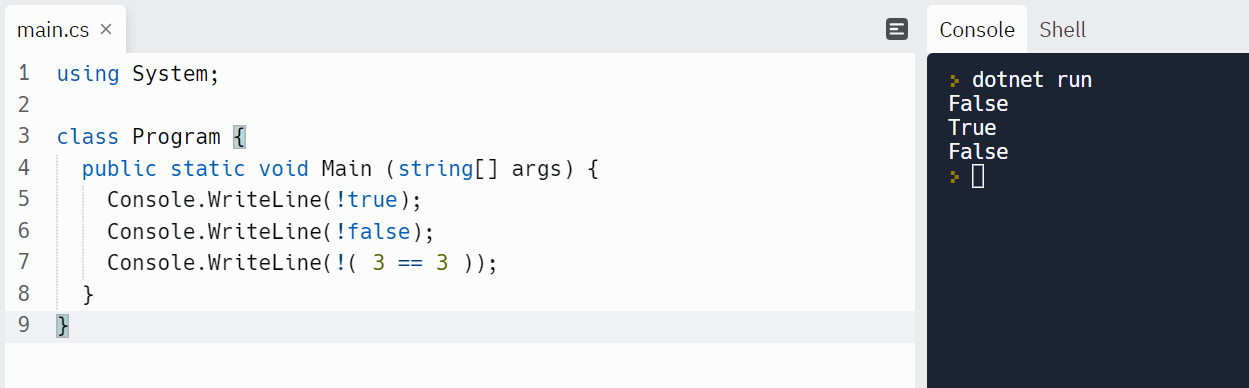 main.cs ×
Console Shell
1 using System;
2
3 class Program {
4 public static void Main (string[] args) {
5 Console.WriteLine(!true);
6 Console.WriteLine(!false);
7 Console.WriteLine(!( 3 == 3 ));
8 }
9 }
> dotnet run
False
True
False
>